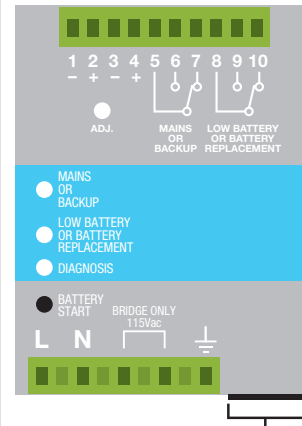 1 2 3 4 5 6 7 8 9 10
– + – +
ADJ.
MAINS
OR
BACKUP
LOW BATTERY
OR BATTERY
REPLACEMENT
MAINS
OR
BACKUP
LOW BATTERY
OR BATTERY
REPLACEMENT
DIAGNOSIS
BATTERY
START
BRIDGE ONLY
115Vac
L N